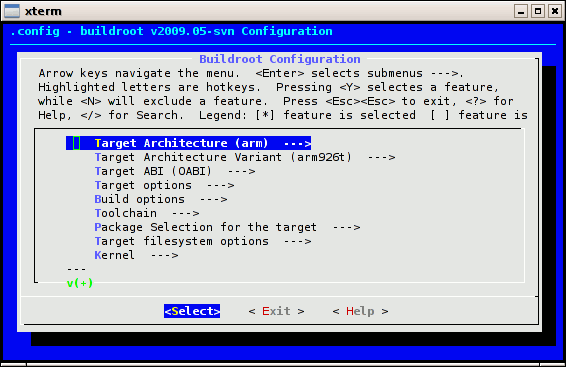 xterm
.config - buildroot v2009.05-svn Configuration
Buildroot Configuration
Arrow keys navigate the menu.  <Enter> selects submenus --->.
Highlighted letters are hotkeys.  Pressing <Y> selectes a feature,
while <N> will exclude a feature.  Press <Esc><Esc> to exit, <?> for
Help, </> for Search.  Legend: [*] feature is selected  [ ] feature is
Target Architecture (arm)  --->
Target Architecture Variant (arm926t)  --->
Target ABI (OABI)  --->
Target options  --->
Build options  --->
Toolchain  --->
Package Selection for the target  --->
Target filesystem options  --->
Kernel  --->
---
v(+)
<Select>    < Exit >    < Help >